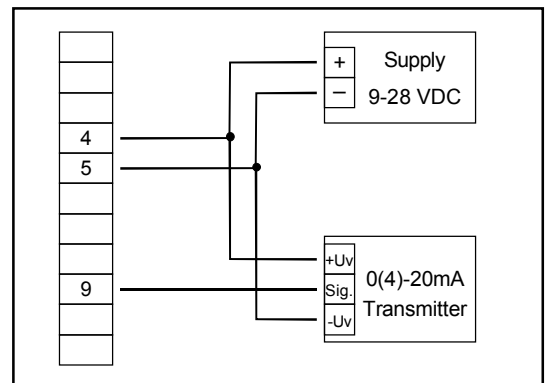 4
5
9
+
–
Supply
9-28 VDC
+Uv
Sig.
-Uv
0(4)-20mA
Transmitter